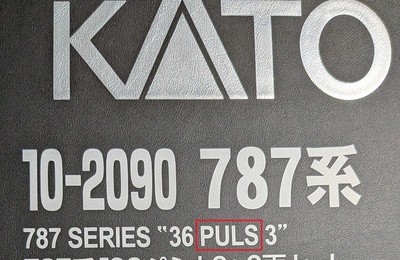 KATO
10-2090 787系
787 SERIES “36 PULS 3”